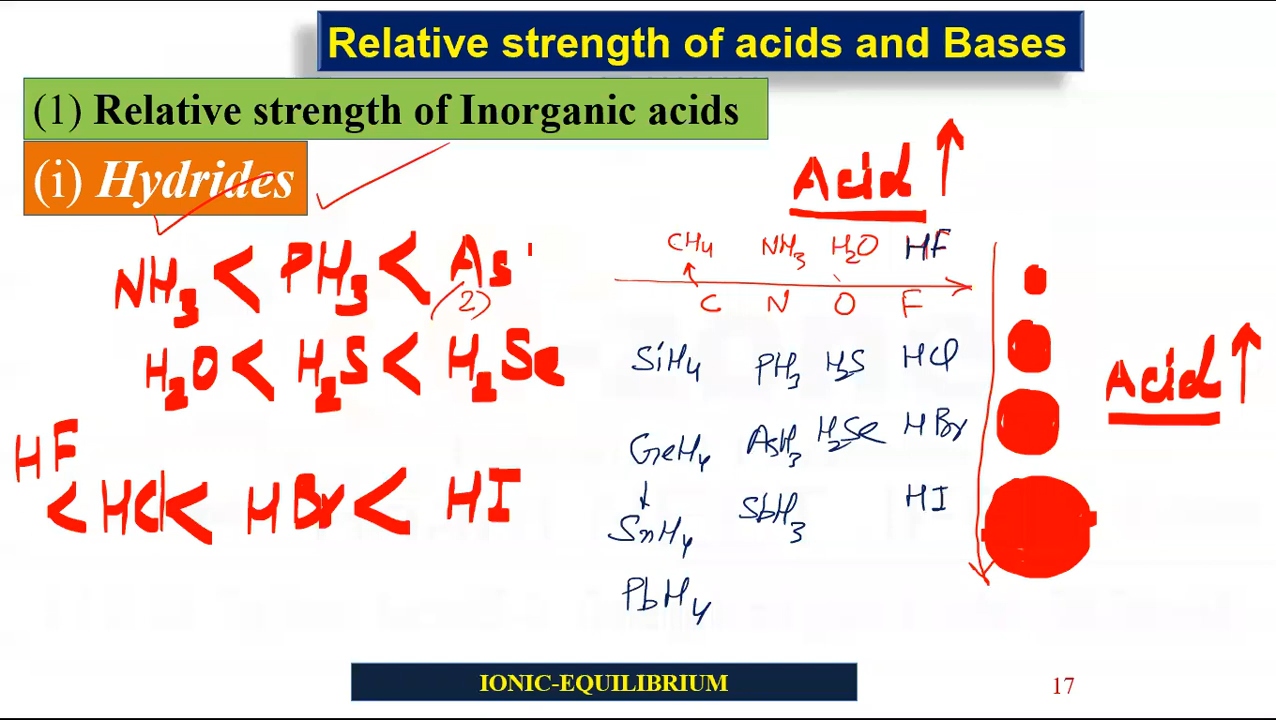 Relative strength of acids and Bases
(1) Relative strength of Inorganic acids
(i) Hydrides
Acid ↑
NH3 < PH3 < As
(2)
H2O < H2S < H2Se
HF
< HCl < HBr < HI
CH4 NH3 H2O HF
C N O F
SiH4 PH3 H2S HCl
GeH4 AsH3 H2Se HBr
SnH4 SbH3 HI
PbH4
Acid ↑
IONIC-EQUILIBRIUM
17